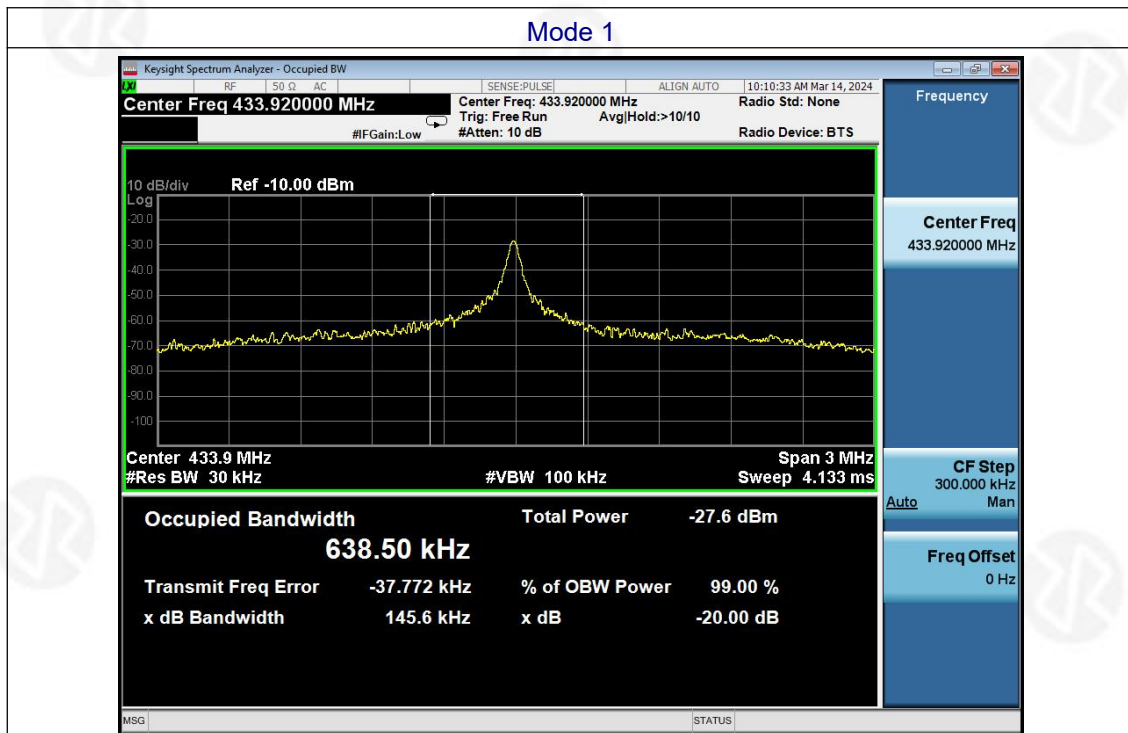 Mode 1
Keysight Spectrum Analyzer - Occupied BW
LXI RF 50 Ω AC SENSE:PULSE ALIGN AUTO 10:10:33 AM Mar 14, 2024
Center Freq 433.920000 MHz
Center Freq: 433.920000 MHz Radio Std: None
Trig: Free Run Avg|Hold:>10/10
#IFGain:Low #Atten: 10 dB Radio Device: BTS
10 dB/div Ref -10.00 dBm
Log
-20.0
-30.0
-40.0
-50.0
-60.0
-70.0
-80.0
-90.0
-100
Center 433.9 MHz Span 3 MHz
#Res BW 30 kHz #VBW 100 kHz Sweep 4.133 ms
Occupied Bandwidth Total Power -27.6 dBm
638.50 kHz
Transmit Freq Error -37.772 kHz % of OBW Power 99.00 %
x dB Bandwidth 145.6 kHz x dB -20.00 dB
MSG STATUS
Frequency
Center Freq
433.920000 MHz
CF Step
300.000 kHz
Auto Man
Freq Offset
0 Hz